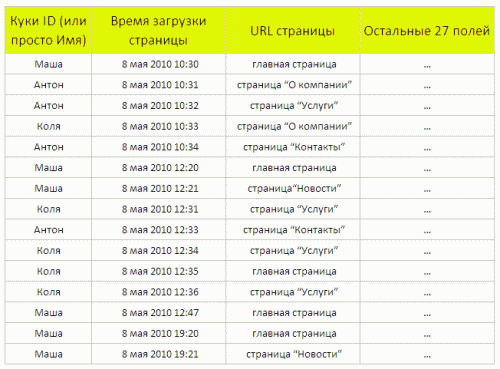 Куки ID (или просто Имя) Время загрузки страницы URL страницы Остальные 27 полей
Маша 8 мая 2010 10:30 главная страница ...
Антон 8 мая 2010 10:31 страница “О компании” ...
Антон 8 мая 2010 10:32 страница “Услуги” ...
Коля 8 мая 2010 10:33 страница “О компании” ...
Антон 8 мая 2010 10:34 страница “Контакты” ...
Маша 8 мая 2010 12:20 главная страница ...
Маша 8 мая 2010 12:21 страница“Новости” ...
Коля 8 мая 2010 12:31 страница “Услуги” ...
Антон 8 мая 2010 12:33 страница “Контакты” ...
Коля 8 мая 2010 12:34 страница “Услуги” ...
Коля 8 мая 2010 12:35 главная страница ...
Коля 8 мая 2010 12:36 страница “Услуги” ...
Маша 8 мая 2010 12:47 главная страница ...
Маша 8 мая 2010 19:20 главная страница ...
Маша 8 мая 2010 19:21 страница “Новости” ...